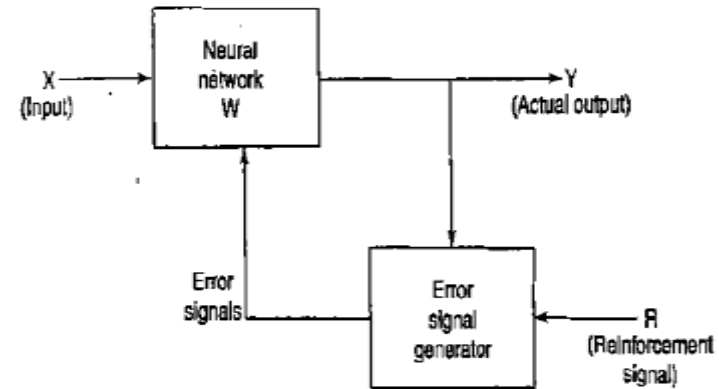 X
(Input)
Neural
network
W
Y
(Actual output)
Error
signals
Error
signal
generator
R
(Reinforcement
signal)